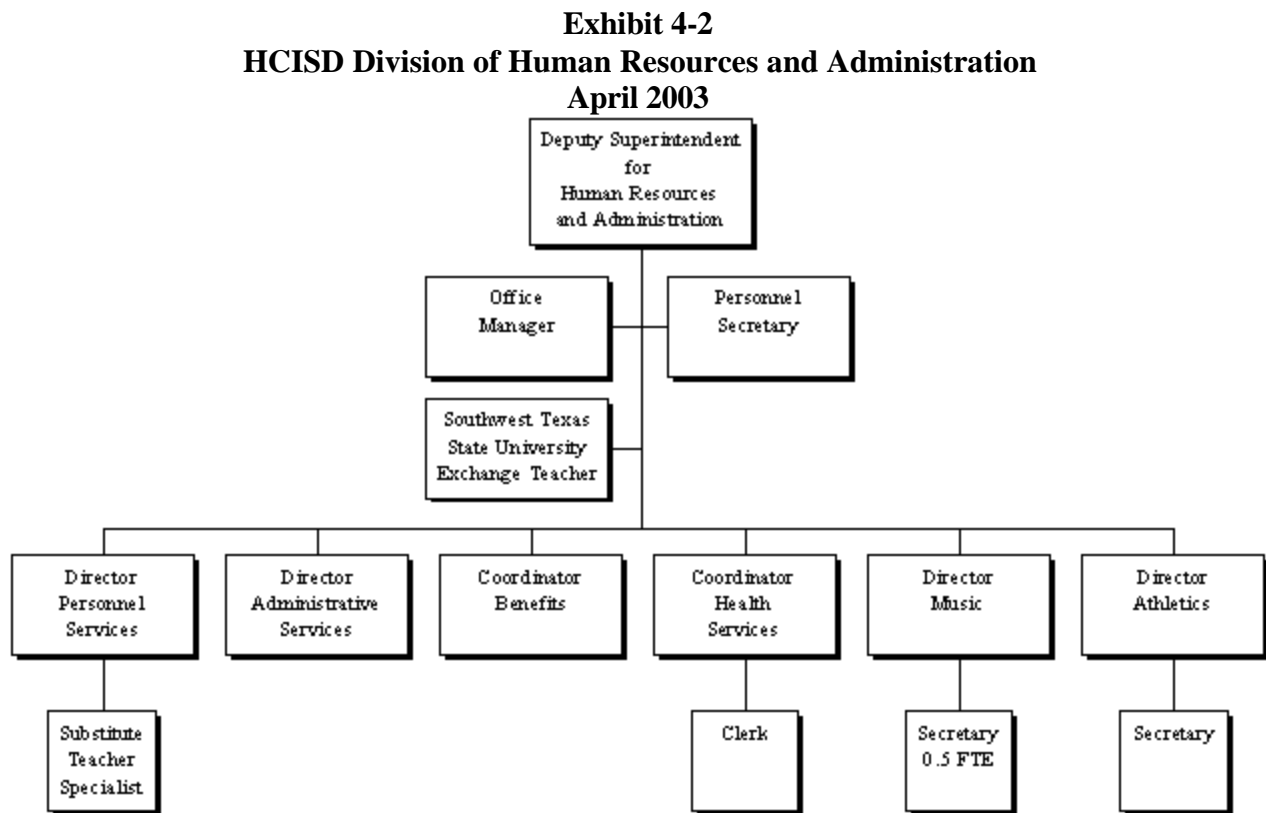 Exhibit 4-2
HCISD Division of Human Resources and Administration
April 2003
Deputy Superintendent
for
Human Resources
and Administration
Office
Manager
Personnel
Secretary
Southwest Texas
State University
Exchange Teacher
Director
Personnel
Services
Director
Administrative
Services
Coordinator
Benefits
Coordinator
Health
Services
Director
Music
Director
Athletics
Substitute
Teacher
Specialist
Clerk
Secretary
0.5 FTE
Secretary